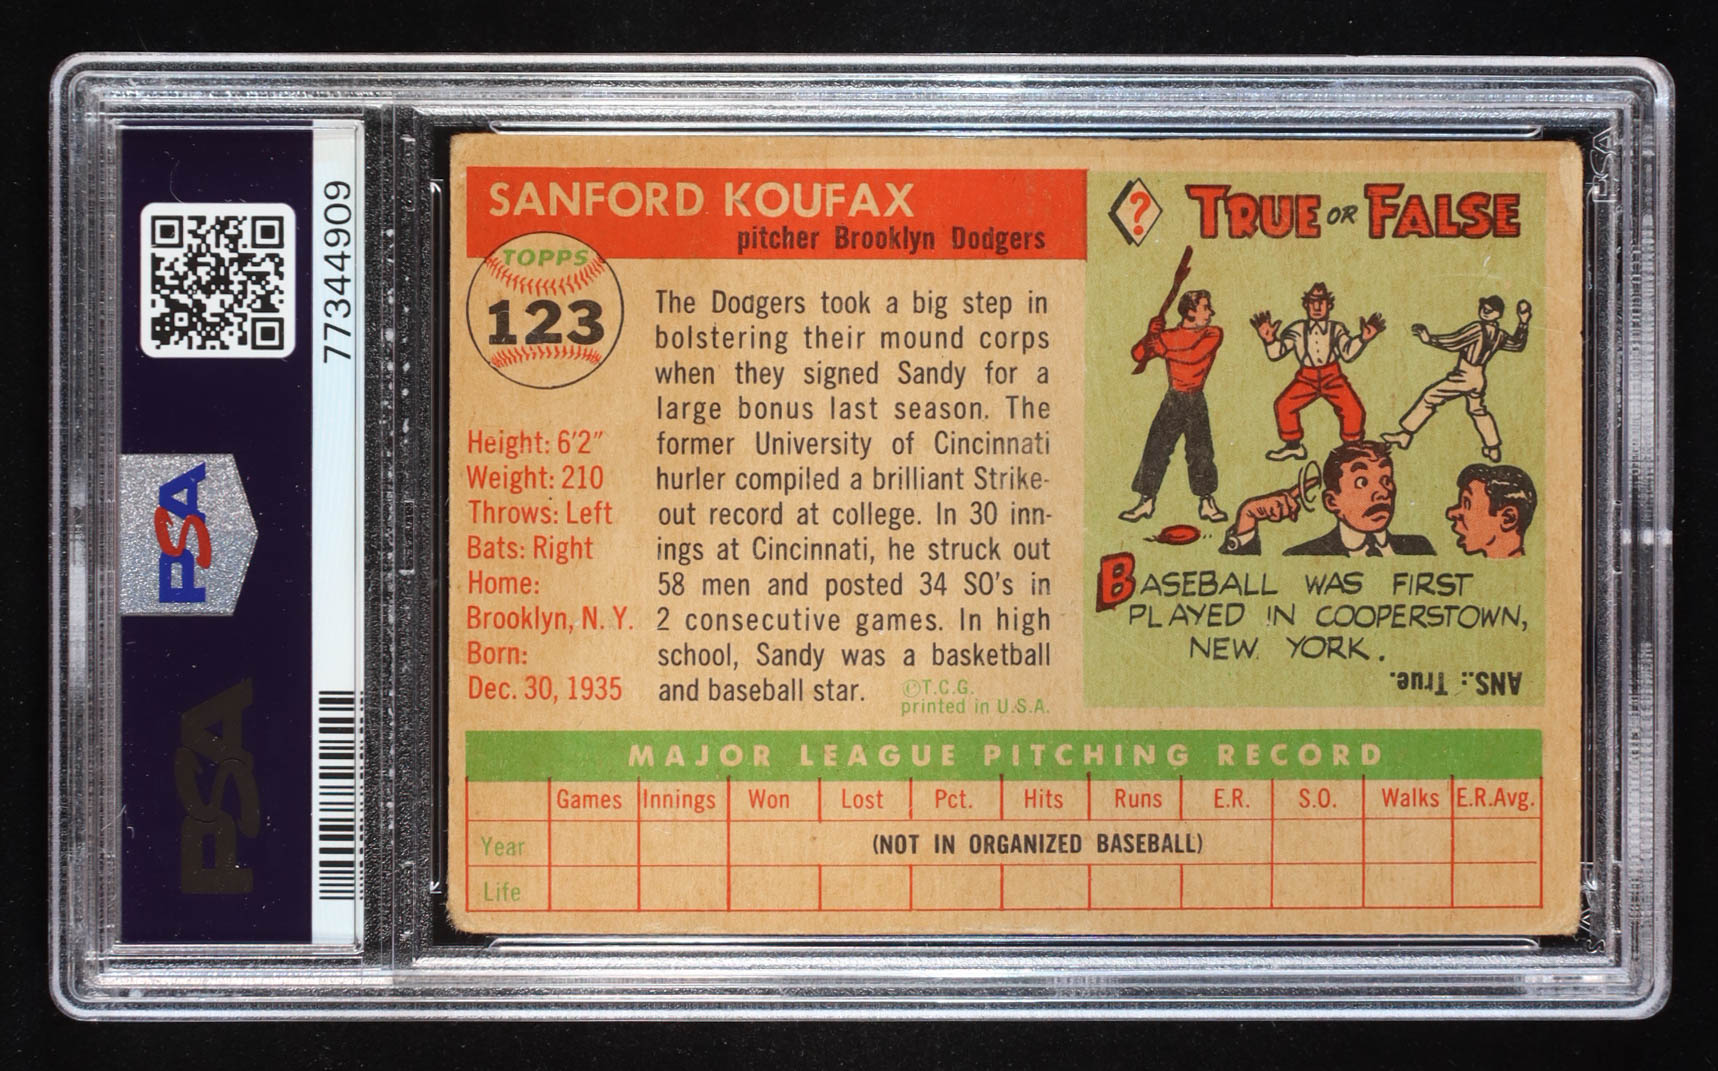 PSA
77344909
PSA
SANFORD KOUFAX
pitcher Brooklyn Dodgers
TOPPS
123
Height: 6'2"
Weight: 210
Throws: Left
Bats: Right
Home:
Brooklyn, N. Y.
Born:
Dec. 30, 1935
The Dodgers took a big step in
bolstering their mound corps
when they signed Sandy for a
large bonus last season. The
former University of Cincinnati
hurler compiled a brilliant Strike-
out record at college. In 30 inn-
ings at Cincinnati, he struck out
58 men and posted 34 SO's in
2 consecutive games. In high
school, Sandy was a basketball
and baseball star.
©T.C.G.
printed in U.S.A.
?
TRUE OR FALSE
BASEBALL WAS FIRST
PLAYED IN COOPERSTOWN,
NEW YORK.
ANS.: True.
MAJOR LEAGUE PITCHING RECORD
Games Innings Won Lost Pct. Hits Runs E.R. S.O. Walks E.R.Avg.
Year (NOT IN ORGANIZED BASEBALL)
Life
PSA